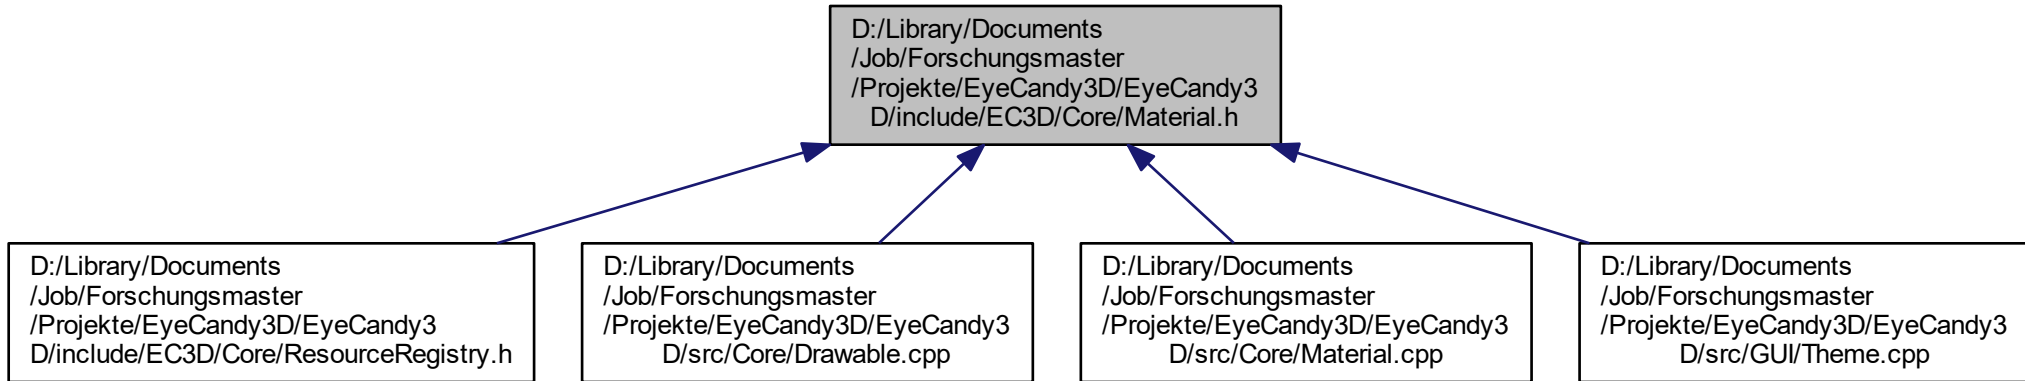 D:/Library/Documents
/Job/Forschungsmaster
/Projekte/EyeCandy3D/EyeCandy3
D/include/EC3D/Core/Material.h
D:/Library/Documents
/Job/Forschungsmaster
/Projekte/EyeCandy3D/EyeCandy3
D/include/EC3D/Core/ResourceRegistry.h
D:/Library/Documents
/Job/Forschungsmaster
/Projekte/EyeCandy3D/EyeCandy3
D/src/Core/Drawable.cpp
D:/Library/Documents
/Job/Forschungsmaster
/Projekte/EyeCandy3D/EyeCandy3
D/src/Core/Material.cpp
D:/Library/Documents
/Job/Forschungsmaster
/Projekte/EyeCandy3D/EyeCandy3
D/src/GUI/Theme.cpp